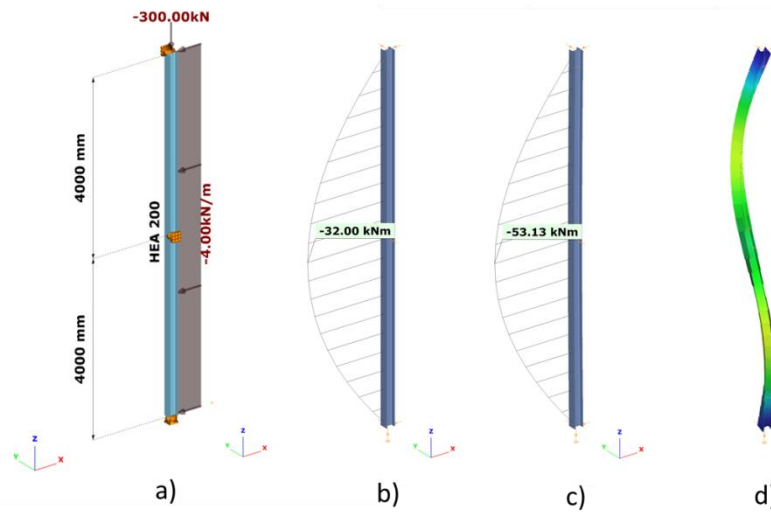 -300.00kN
4000 mm
HEA 200
-4.00kN/m
4000 mm
-32.00 kNm
-53.13 kNm
z
Y
x
z
Y
x
z
Y
x
z
Y
x
a)
b)
c)
d)